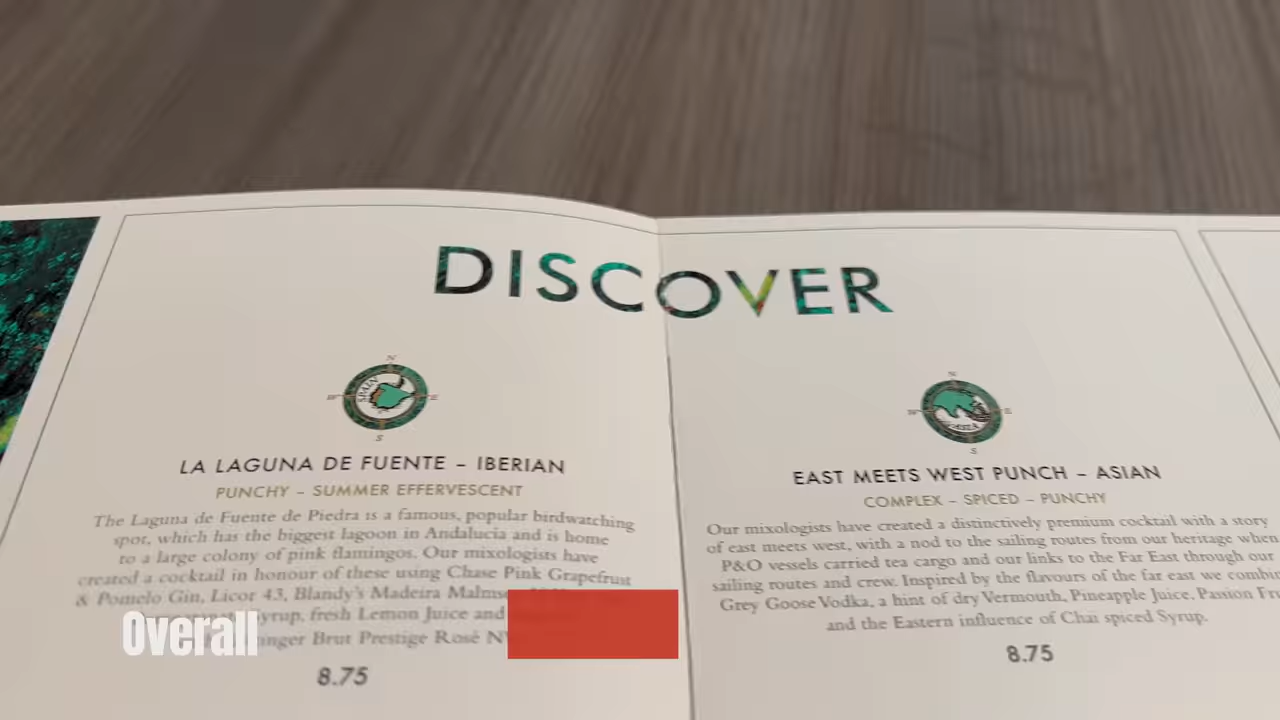 DISCOVER
N
W E
SPAIN
S
LA LAGUNA DE FUENTE – IBERIAN
PUNCHY – SUMMER EFFERVESCENT
The Laguna de Fuente de Piedra is a famous, popular birdwatching
spot, which has the biggest lagoon in Andalucia and is home
to a large colony of pink flamingos. Our mixologists have
created a cocktail in honour of these using Chase Pink Grapefruit
& Pomelo Gin, Licor 43, Blandy's Madeira
syrup, fresh Lemon Juice and
Brut Prestige Rosé
8.75
N
W E
ASIA
S
EAST MEETS WEST PUNCH – ASIAN
COMPLEX – SPICED – PUNCHY
Our mixologists have created a distinctively premium cocktail with a story
of east meets west, with a nod to the sailing routes from our heritage when
P&O vessels carried tea cargo and our links to the Far East through our
sailing routes and crew. Inspired by the flavours of the far east we
Grey Goose Vodka, a hint of dry Vermouth, Pineapple Juice, Passion
and the Eastern influence of Chai spiced Syrup.
8.75
Overall